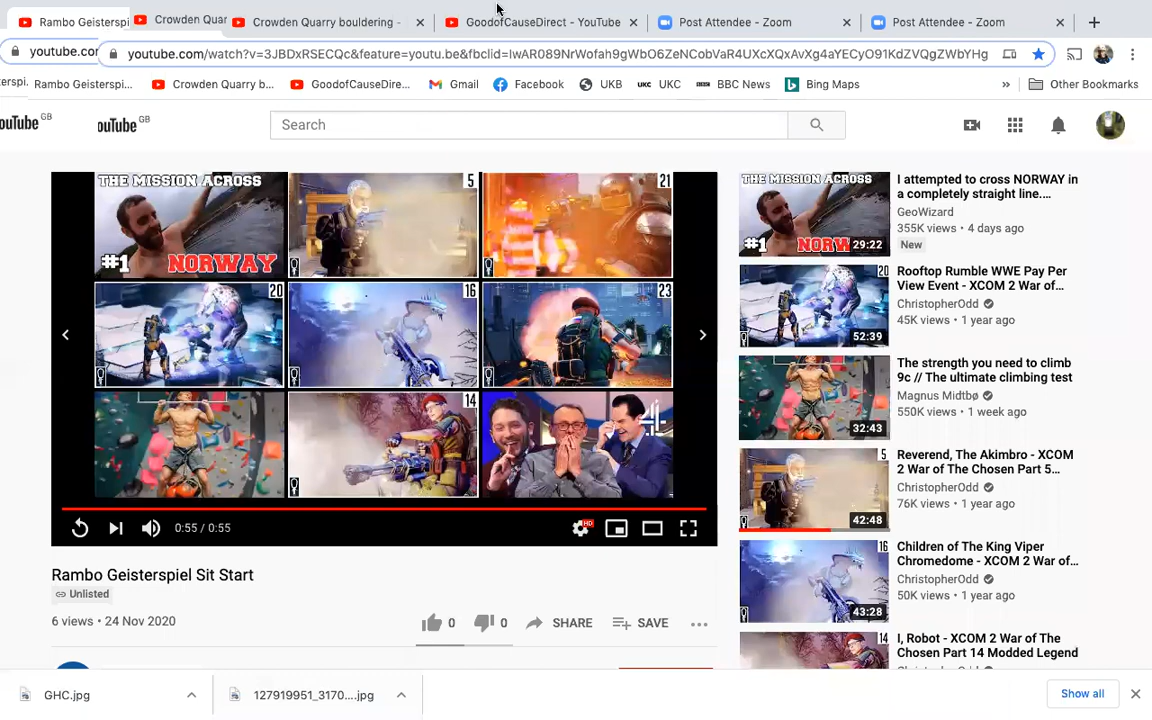 Rambo Geisterspi
Crowden Quar
Crowden Quarry bouldering -
GoodofCauseDirect - YouTube
Post Attendee - Zoom
Post Attendee - Zoom
youtube.com
youtube.com/watch?v=3JBDxRSECQc&feature=youtu.be&fbclid=IwAR089NrWofah9gWbO6ZeNCobVaR4UXcXQxAvXg4aYECyO91KdZVQgZWbYHg
erspi.
Rambo Geisterspi...
Crowden Quarry b...
GoodofCauseDire...
Gmail
Facebook
UKB
UKC UKC
BBC News
Bing Maps
Other Bookmarks
ouTube GB
ouTube GB
Search
THE MISSION ACROSS
#1 NORWAY
5
21
20
16
23
14
4
0:55 / 0:55
HD
Rambo Geisterspiel Sit Start
Unlisted
6 views • 24 Nov 2020
0
0
SHARE
SAVE
THE MISSION ACROSS
#1 NORW
29:22
I attempted to cross NORWAY in
a completely straight line....
GeoWizard
355K views • 4 days ago
New
20
52:39
Rooftop Rumble WWE Pay Per
View Event - XCOM 2 War of...
ChristopherOdd
45K views • 1 year ago
32:43
The strength you need to climb
9c // The ultimate climbing test
Magnus Midtbø
550K views • 1 week ago
5
42:48
Reverend, The Akimbro - XCOM
2 War of The Chosen Part 5...
ChristopherOdd
76K views • 1 year ago
16
43:28
Children of The King Viper
Chromedome - XCOM 2 War of...
ChristopherOdd
50K views • 1 year ago
14
I, Robot - XCOM 2 War of The
Chosen Part 14 Modded Legend
GHC.jpg
127919951_3170....jpg
Show all